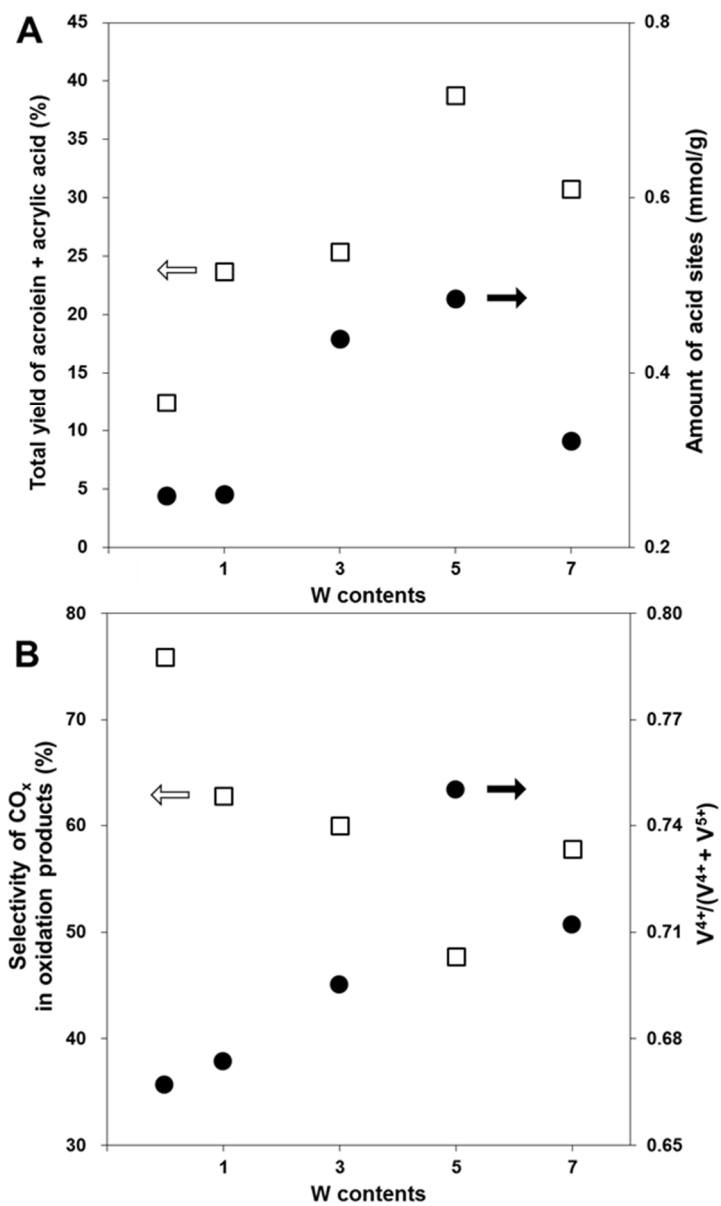 A
Total yield of acroiein + acrylic acid (%)
45
40
35
30
25
20
15
10
5
0
0.8
0.6
0.4
0.2
Amount of acid sites (mmol/g)
1 3 5 7
W contents
B
Selectivity of COx
in oxidation products (%)
80
70
60
50
40
30
0.80
0.77
0.74
0.71
0.68
0.65
V4+/(V4++ V5+)
1 3 5 7
W contents